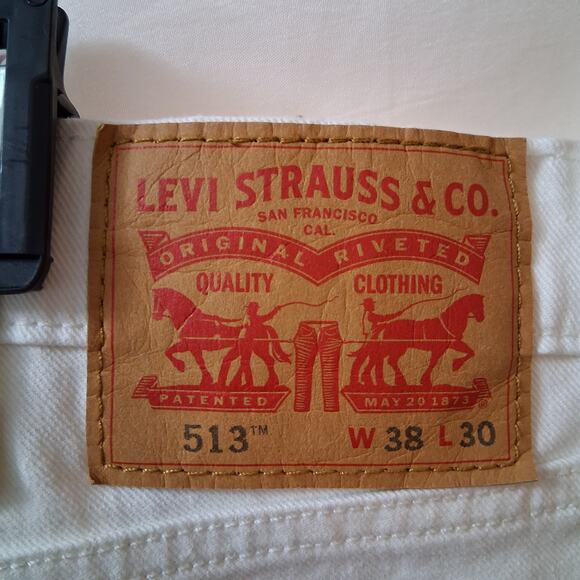 LEVI STRAUSS & CO.
SAN FRANCISCO
CAL.
ORIGINAL RIVETED
QUALITY CLOTHING
PATENTED MAY 20 1873 ®
513™ W 38 L 30